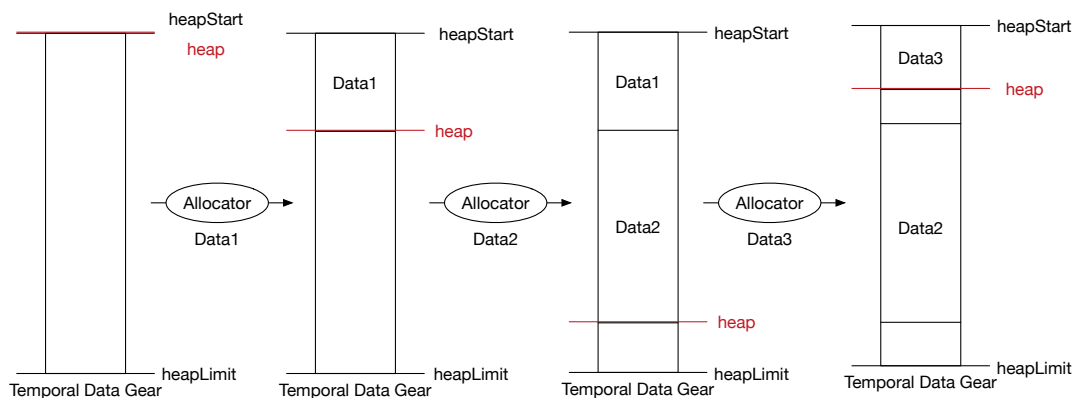 heapStart
heap
Allocator
Data1
heapLimit
Temporal Data Gear
heapStart
Data1
heap
Allocator
Data2
heapLimit
Temporal Data Gear
heapStart
Data1
Data2
heap
Allocator
Data3
heapLimit
Temporal Data Gear
heapStart
Data3
heap
Data2
heapLimit
Temporal Data Gear